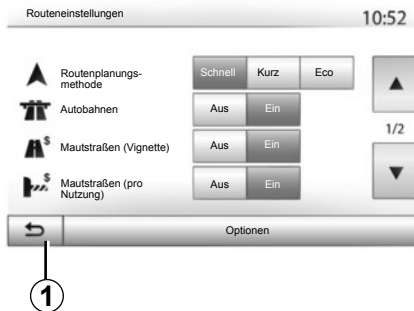 Routeneinstellungen 10:52
Routenplanungs-
methode
Schnell Kurz Eco
Autobahnen Aus Ein
1/2
Mautstraßen (Vignette) Aus Ein
Mautstraßen (pro
Nutzung)
Aus Ein
Optionen
1